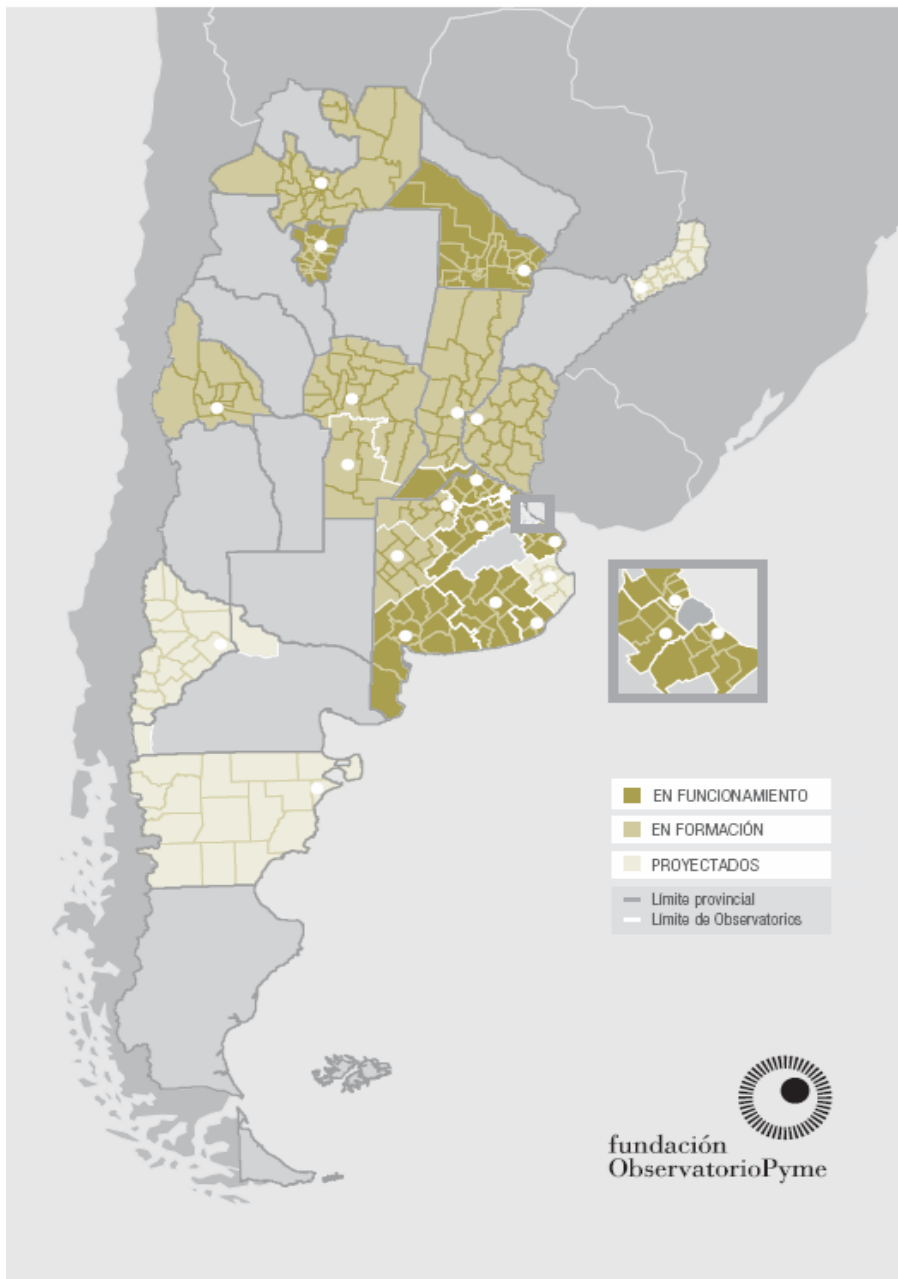 EN FUNCIONAMIENTO
EN FORMACIÓN
PROYECTADOS
Límite provincial
Límite de Observatorios
fundación
ObservatorioPyme